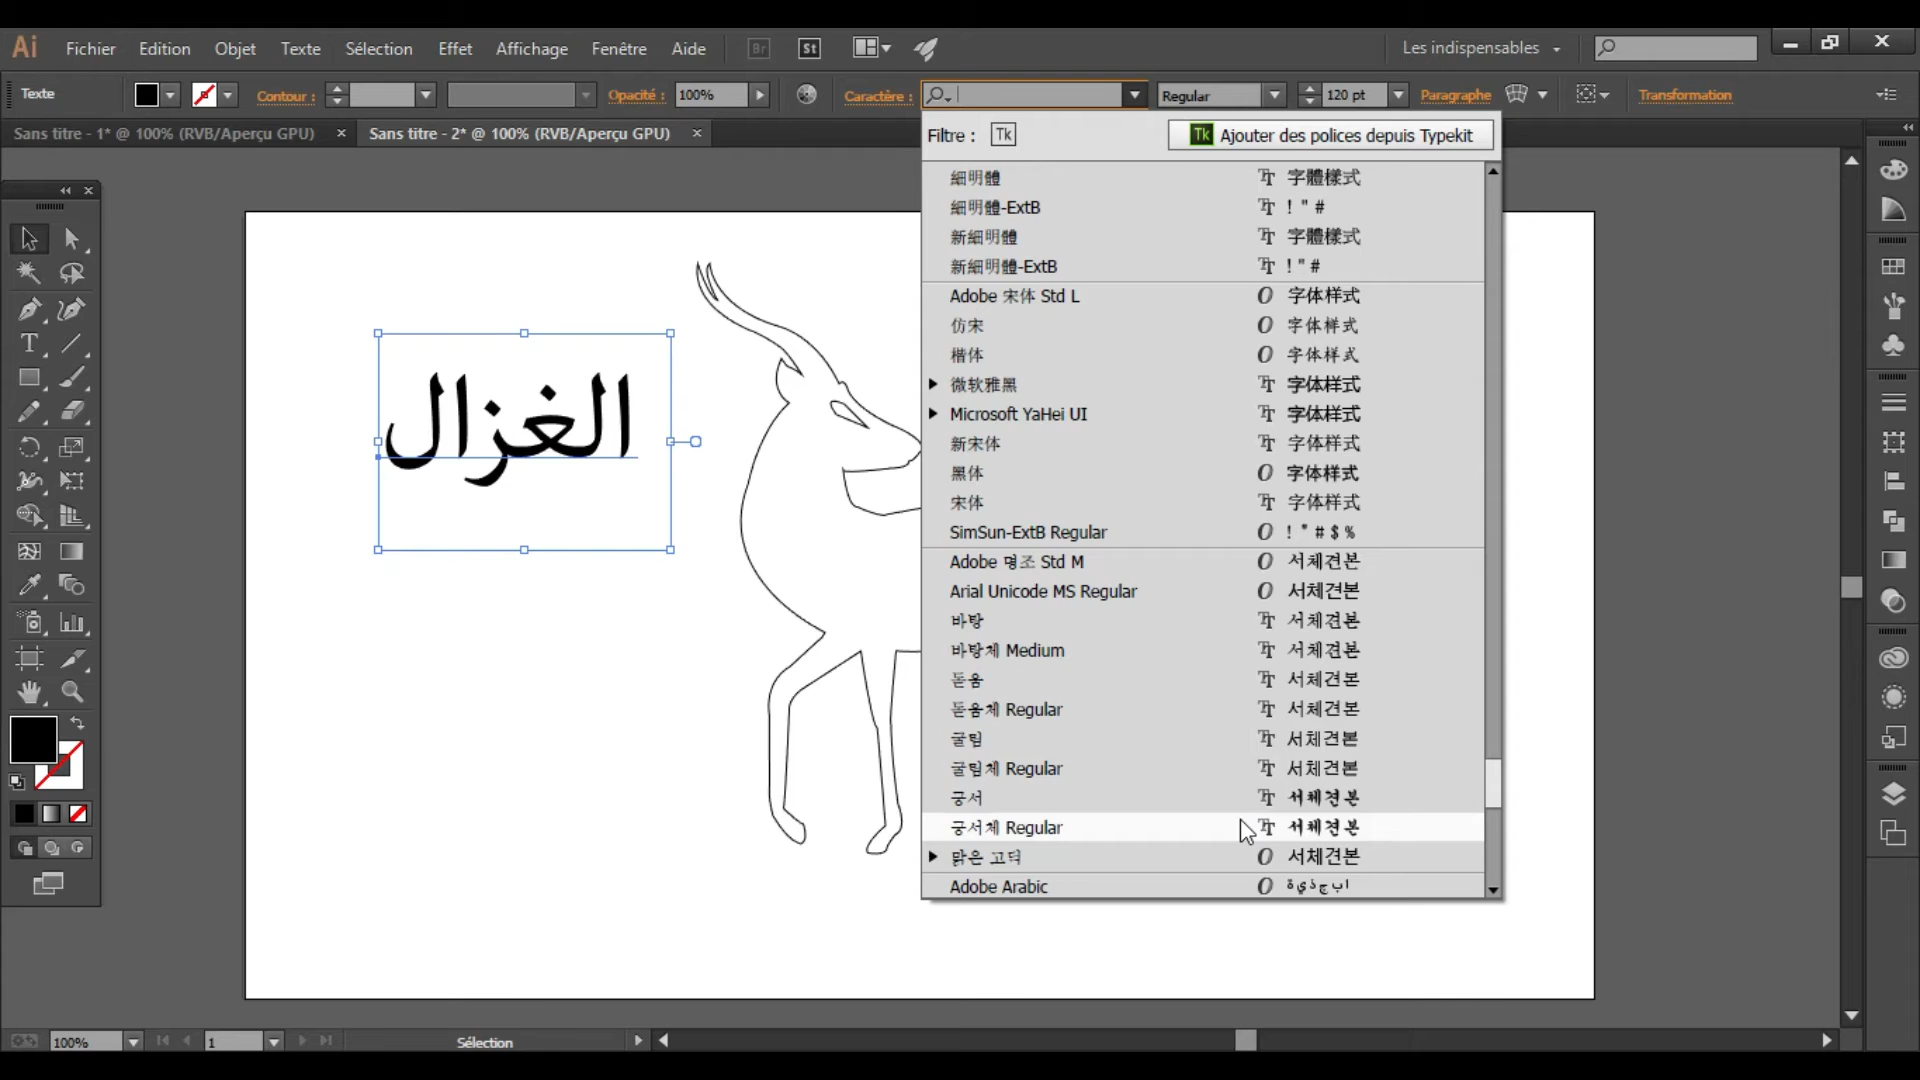 Ai Fichier Edition Objet Texte Sélection Effet Affichage Fenêtre Aide Br St Les indispensables
Texte Contour : Opacité : 100% Caractère : Regular 120 pt Paragraphe Transformation
Sans titre - 1* @ 100% (RVB/Aperçu GPU) Sans titre - 2* @ 100% (RVB/Aperçu GPU)
Filtre : Tk Tk Ajouter des polices depuis Typekit
細明體 字體樣式
細明體-ExtB ! " #
新細明體 字體樣式
新細明體-ExtB ! " #
Adobe 宋体 Std L 字体样式
仿宋 字体样式
楷体 字体样式
微软雅黑 字体样式
Microsoft YaHei UI 字体样式
新宋体 字体样式
黑体 字体样式
宋体 字体样式
SimSun-ExtB Regular ! " # $ %
Adobe 명조 Std M 서체견본
Arial Unicode MS Regular 서체견본
바탕 서체견본
바탕체 Medium 서체견본
돋움 서체견본
돋움체 Regular 서체견본
굴림 서체견본
굴림체 Regular 서체견본
궁서 서체견본
궁서체 Regular 서체견본
맑은 고딕 서체견본
Adobe Arabic اب ج ذ ي ة
الغزال
100% 1 Sélection